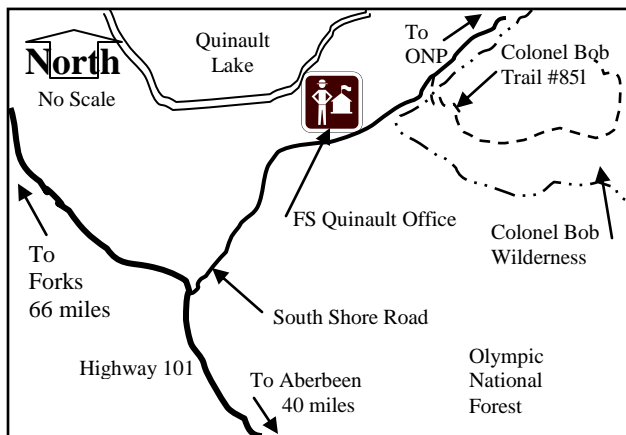 North
No Scale
Quinault
Lake
To
ONP
Colonel Bob
Trail #851
FS Quinault Office
Colonel Bob
Wilderness
To
Forks
66 miles
South Shore Road
Highway 101
To Aberbeen
40 miles
Olympic
National
Forest